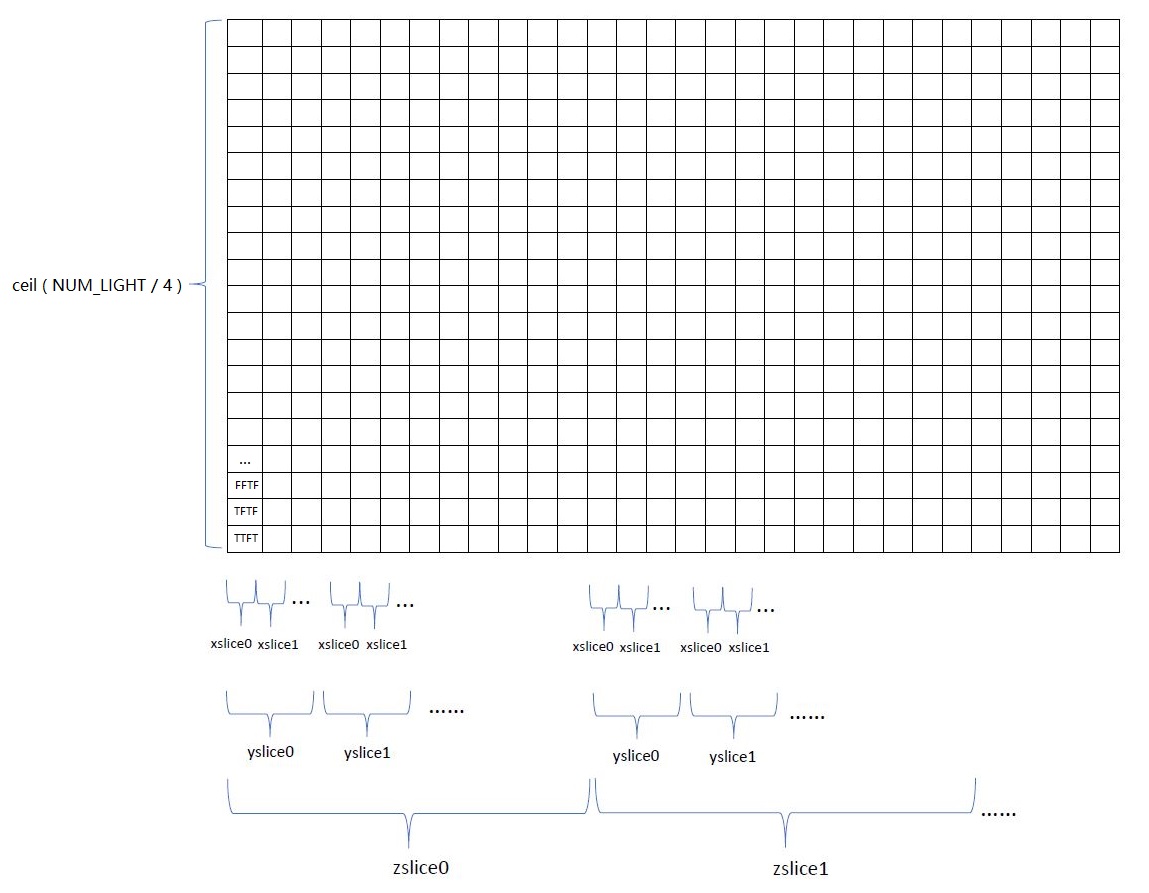 ceil ( NUM_LIGHT / 4 )
...
FFTF
TFTF
TTFT
... ... ... ...
xslice0 xslice1 xslice0 xslice1 xslice0 xslice1 xslice0 xslice1
...... ......
yslice0 yslice1 yslice0 yslice1
......
zslice0 zslice1